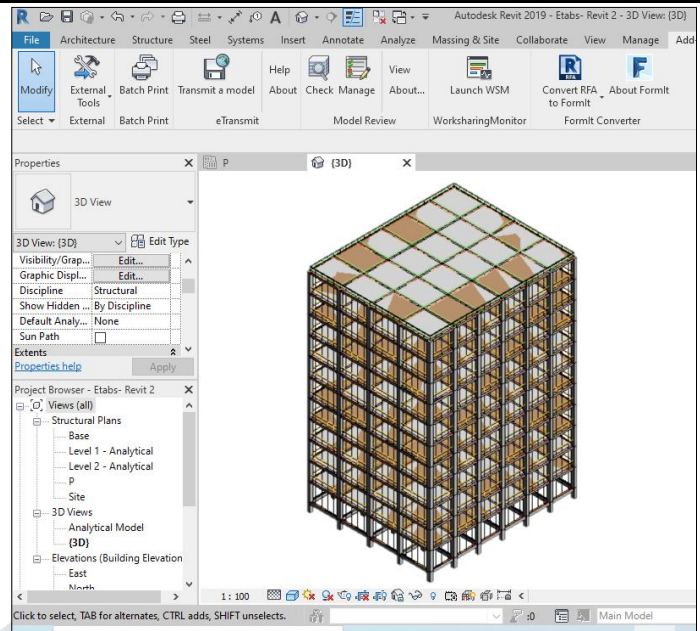 Autodesk Revit 2019 - Etabs- Revit 2 - 3D View: {3D}
File Architecture Structure Steel Systems Insert Annotate Analyze Massing & Site Collaborate View Manage Add-
Modify External Tools Batch Print Transmit a model Help About Check Manage View About... Launch WSM Convert RFA to FormIt About FormIt
Select External Batch Print eTransmit Model Review WorksharingMonitor FormIt Converter
Properties
P
{3D}
3D View
3D View: {3D} Edit Type
Visibility/Grap... Edit...
Graphic Displ... Edit...
Discipline Structural
Show Hidden ... By Discipline
Default Analy... None
Sun Path
Extents
Properties help Apply
Project Browser - Etabs- Revit 2
Views (all)
Structural Plans
Base
Level 1 - Analytical
Level 2 - Analytical
P
Site
3D Views
Analytical Model
{3D}
Elevations (Building Elevation
East
North
1 : 100
Click to select, TAB for alternates, CTRL adds, SHIFT unselects. :0 Main Model